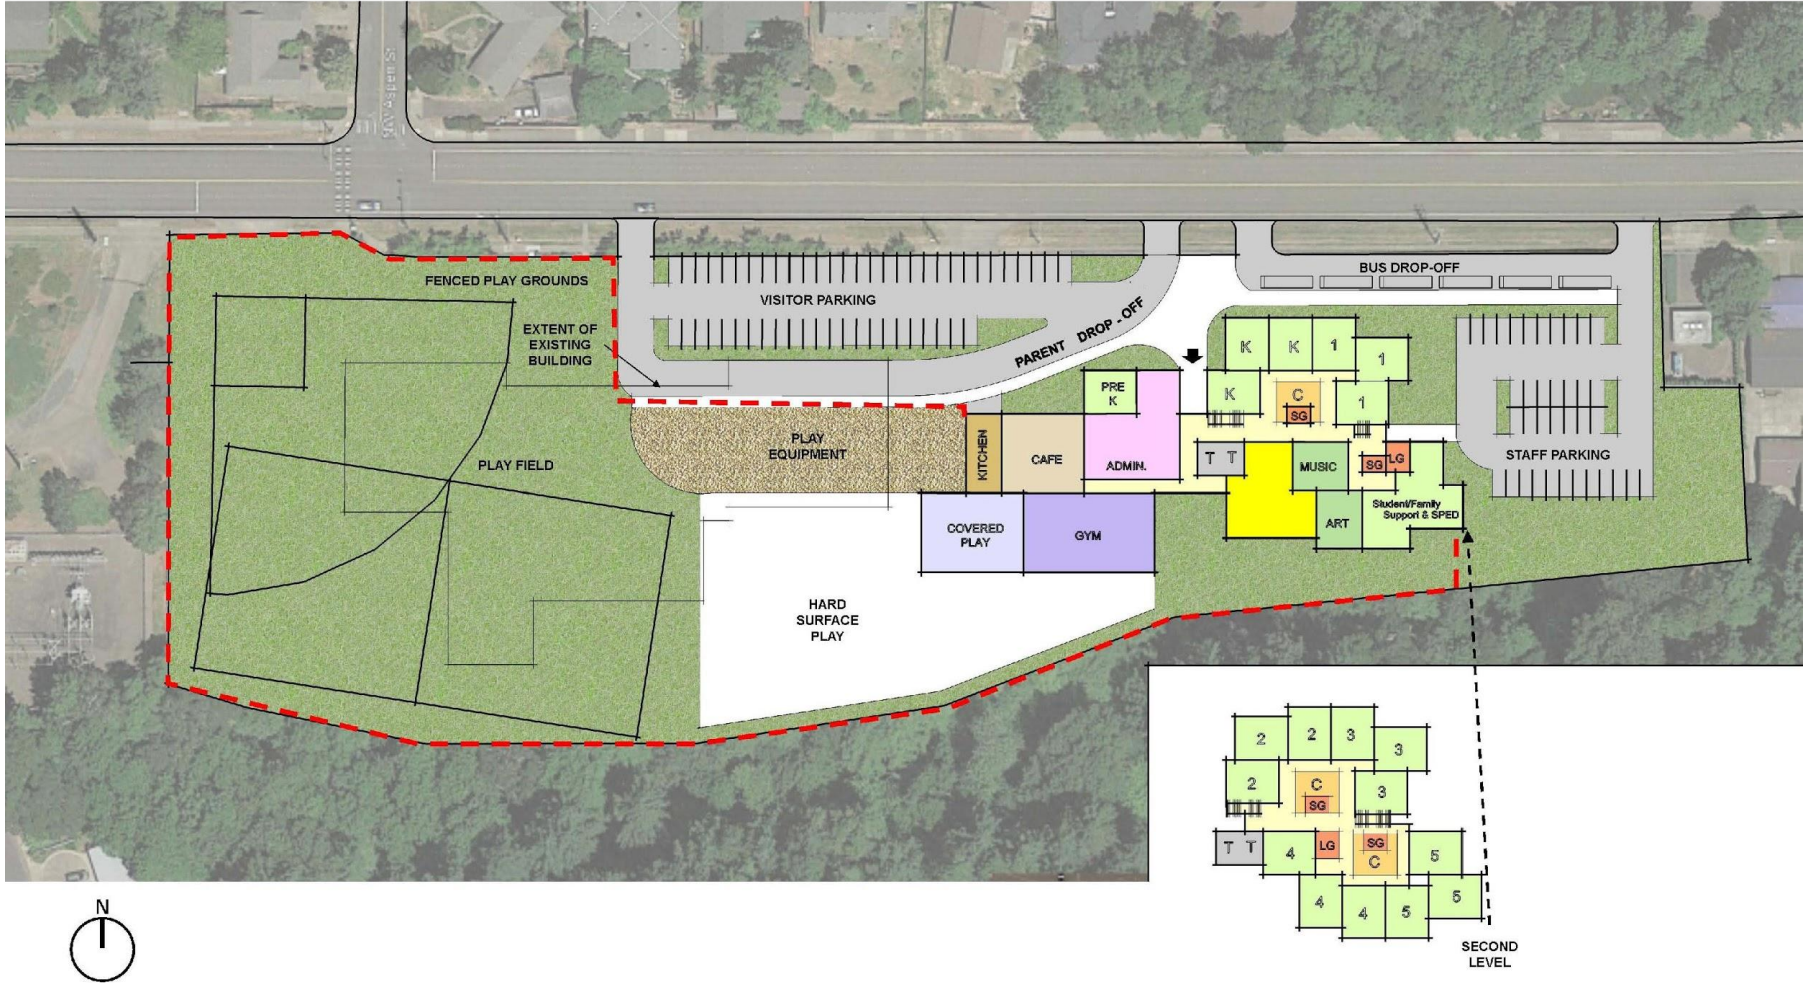 NW Aspen St
FENCED PLAY GROUNDS
VISITOR PARKING
BUS DROP-OFF
EXTENT OF
EXISTING
BUILDING
PARENT DROP - OFF
K
K
1
1
PRE
K
K
C
SG
1
PLAY
EQUIPMENT
KITCHEN
CAFE
ADMIN.
T T
MUSIC
SG
LG
STAFF PARKING
PLAY FIELD
Student/Family
Support & SPED
COVERED
PLAY
GYM
ART
HARD
SURFACE
PLAY
2
2
3
3
2
C
SG
3
T T
4
LG
SG
C
5
4
4
5
5
N
SECOND
LEVEL